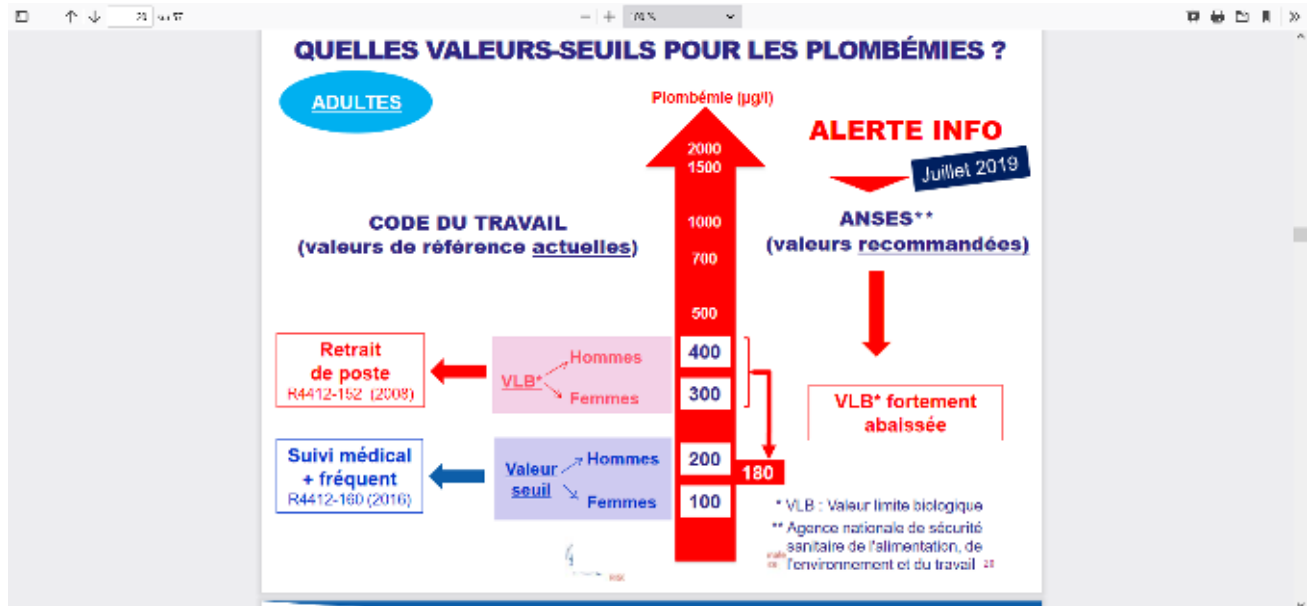 QUELLES VALEURS-SEUILS POUR LES PLOMBÉMIES ?
ADULTES
Plombémie (µg/l)
ALERTE INFO
Juillet 2019
2000
1500
1000
700
500
400
300
200
100
CODE DU TRAVAIL
(valeurs de référence actuelles)
ANSES**
(valeurs recommandées)
Retrait
de poste
R4412-152 (2008)
VLB*
Hommes
Femmes
VLB* fortement
abaissée
Suivi médical
+ fréquent
R4412-160 (2016)
Valeur
seuil
Hommes
Femmes
180
* VLB : Valeur limite biologique
** Agence nationale de sécurité
sanitaire de l'alimentation, de
l'environnement et du travail